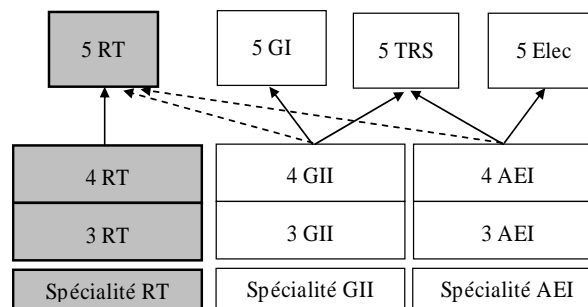 5 RT
5 GI
5 TRS
5 Elec
4 RT
4 GII
4 AEI
3 RT
3 GII
3 AEI
Spécialité RT
Spécialité GII
Spécialité AEI